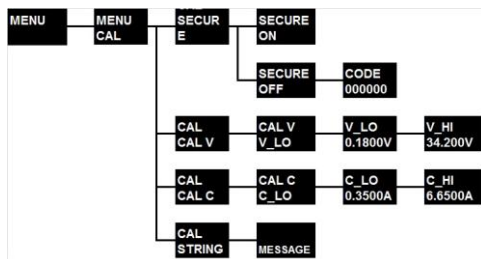 MENU
MENU
CAL
SECUR
E
SECURE
ON
SECURE
OFF
CODE
000000
CAL
CAL V
CAL V
V_LO
V_LO
0.1800V
V_HI
34.200V
CAL
CAL C
CAL C
C_LO
C_LO
0.3500A
C_HI
6.6500A
CAL
STRING
MESSAGE